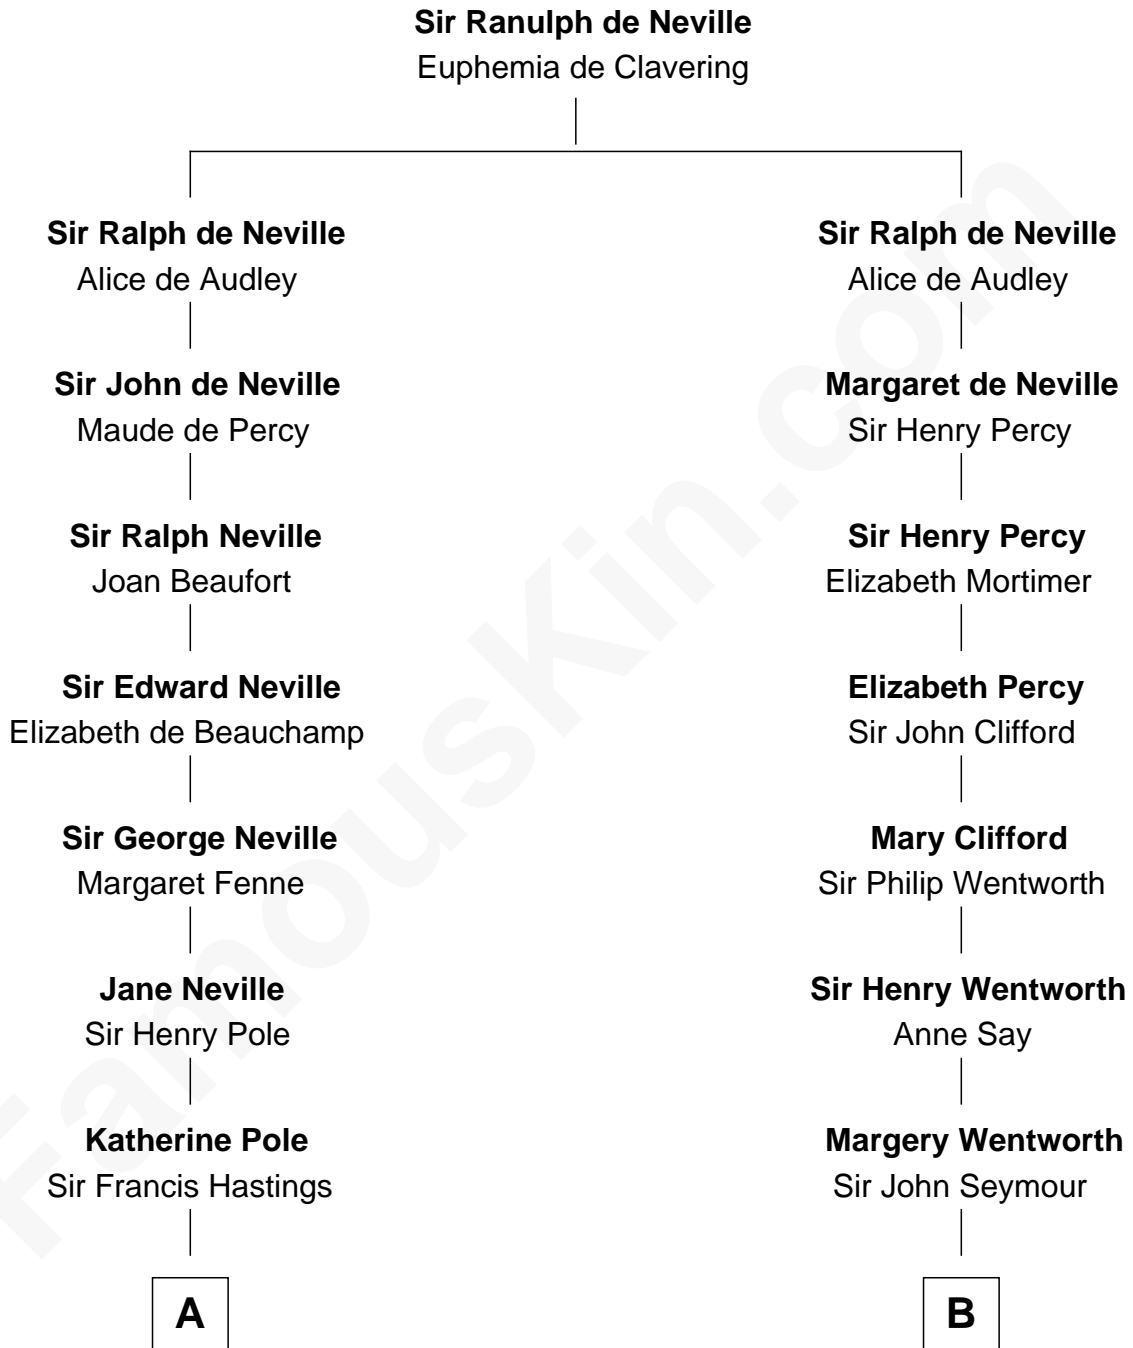 Sir Ranulph de Neville
Euphemia de Clavering
Sir Ralph de Neville
Alice de Audley
Sir John de Neville
Maude de Percy
Sir Ralph Neville
Joan Beaufort
Sir Edward Neville
Elizabeth de Beauchamp
Sir George Neville
Margaret Fenne
Jane Neville
Sir Henry Pole
Katherine Pole
Sir Francis Hastings
A
Sir Ralph de Neville
Alice de Audley
Margaret de Neville
Sir Henry Percy
Sir Henry Percy
Elizabeth Mortimer
Elizabeth Percy
Sir John Clifford
Mary Clifford
Sir Philip Wentworth
Sir Henry Wentworth
Anne Say
Margery Wentworth
Sir John Seymour
B
FamousKin.com